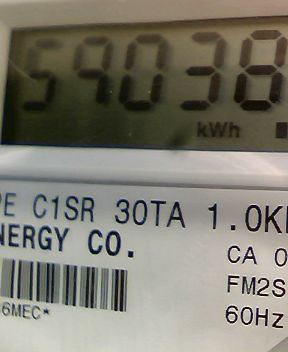 59038
kWh
PE C1SR 30TA 1.0K
NERGY CO.
CA 0
FM2S
6MEC*
60Hz